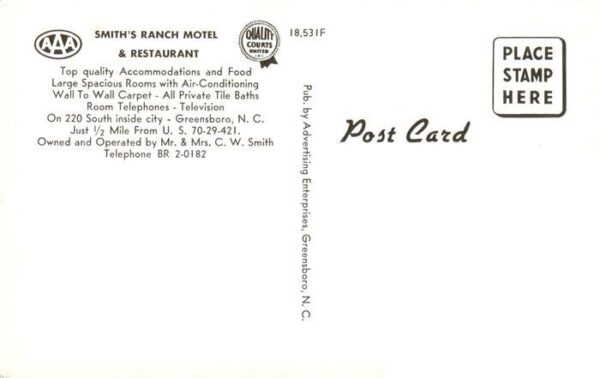 AAA
SMITH'S RANCH MOTEL
& RESTAURANT
QUALITY
COURTS
UNITED
INC
18,531F
Top quality Accommodations and Food
Large Spacious Rooms with Air-Conditioning
Wall To Wall Carpet - All Private Tile Baths
Room Telephones - Television
On 220 South inside city - Greensboro, N. C.
Just ½ Mile From U. S. 70-29-421.
Owned and Operated by Mr. & Mrs. C. W. Smith
Telephone BR 2-0182
Pub. by Advertising Enterprises, Greensboro, N. C.
Post Card
PLACE
STAMP
HERE